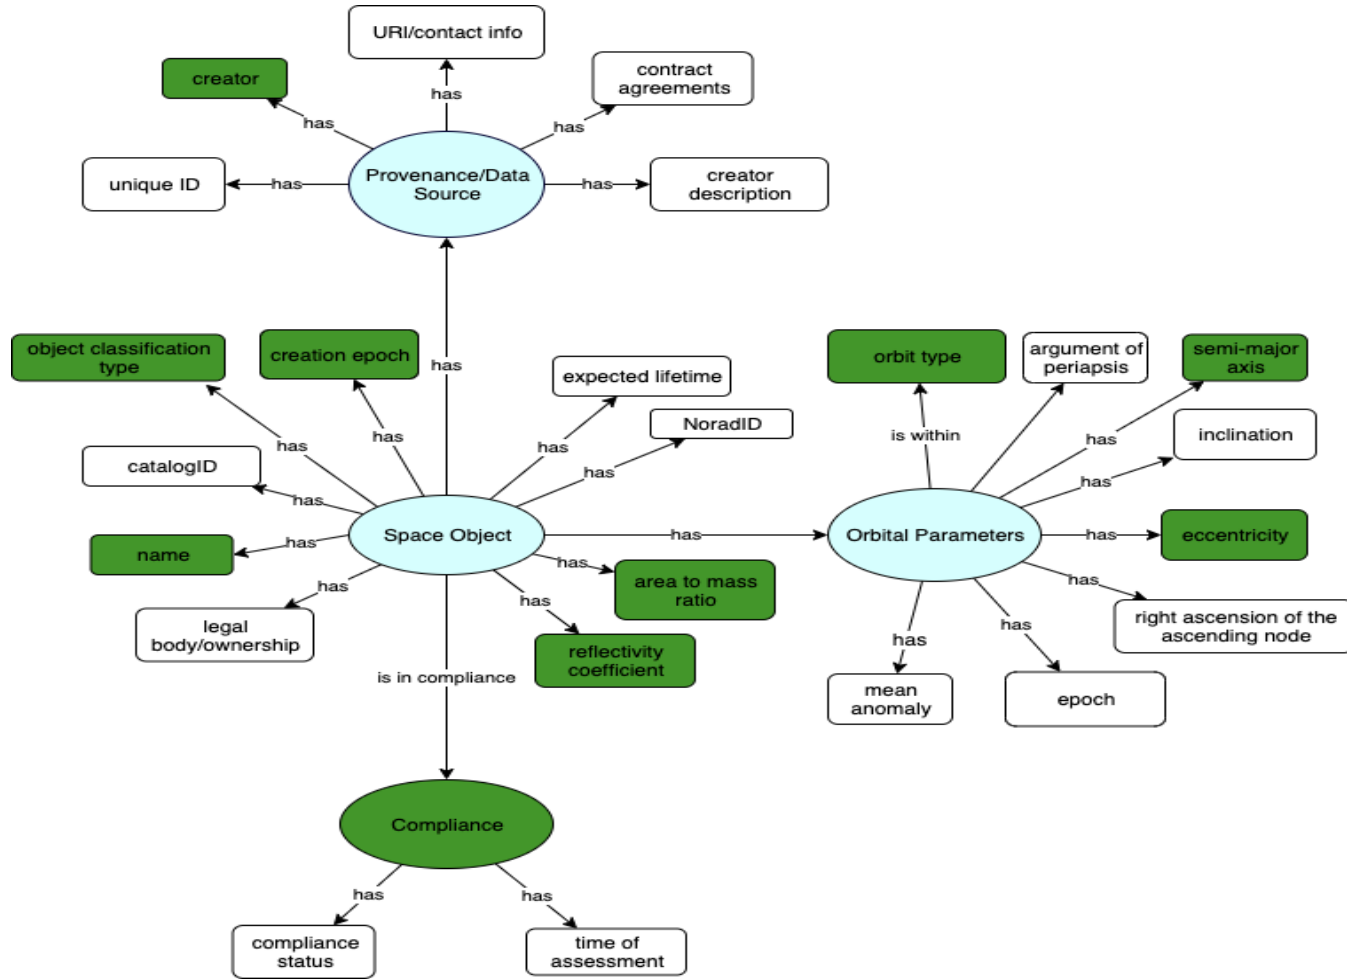 URI/contact info
creator
contract
agreements
has
has
has
Provenance/Data
Source
unique ID
has
has
creator
description
object classification
type
creation epoch
has
expected lifetime
orbit type
argument of
periapsis
semi-major
axis
NoradID
has
has
has
has
is within
has
inclination
catalogID
has
has
has
name
has
Space Object
has
Orbital Parameters
has
eccentricity
has
area to mass
ratio
has
has
has
legal
body/ownership
reflectivity
coefficient
has
has
right ascension of the
ascending node
is in compliance
mean
anomaly
epoch
Compliance
has
has
compliance
status
time of
assessment